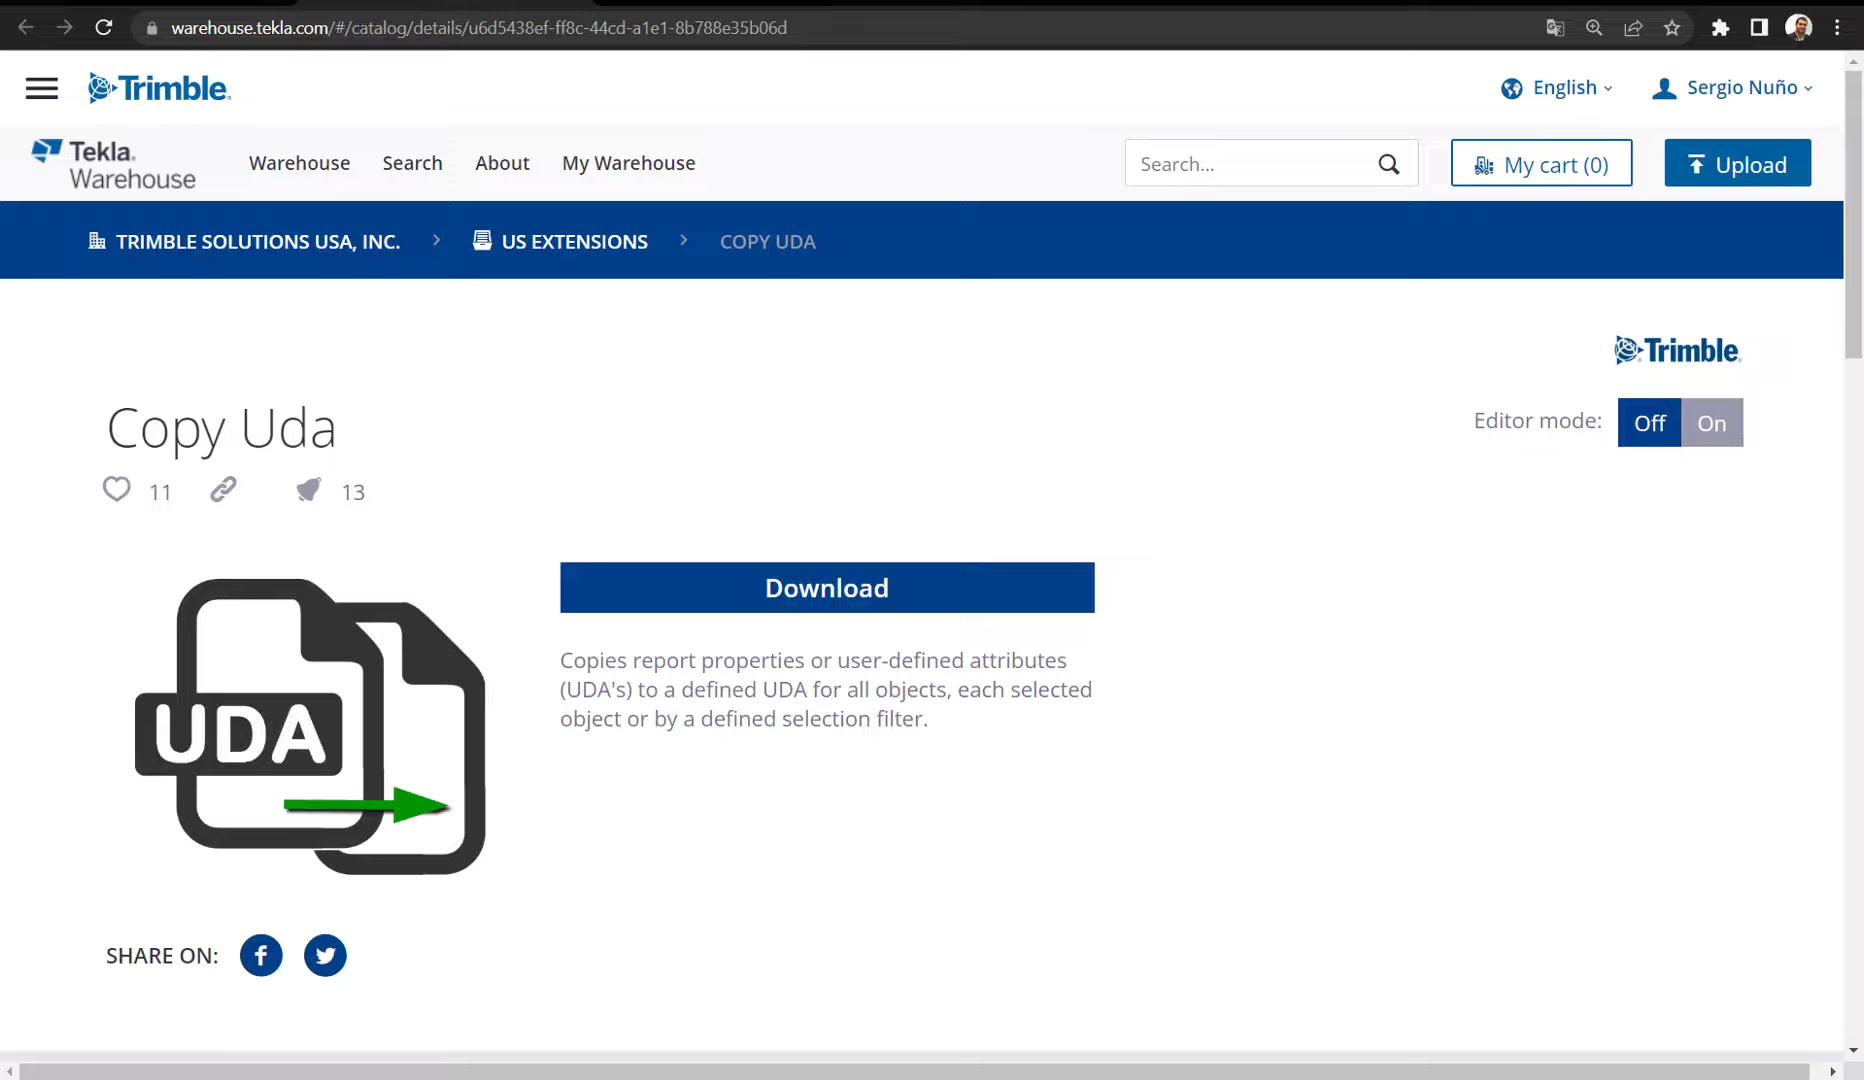 warehouse.tekla.com/#/catalog/details/u6d5438ef-ff8c-44cd-a1e1-8b788e35b06d
Trimble.
English
Sergio Nuño
Tekla.
Warehouse
Warehouse
Search
About
My Warehouse
Search...
My cart (0)
Upload
TRIMBLE SOLUTIONS USA, INC.
US EXTENSIONS
COPY UDA
Trimble.
Copy Uda
Editor mode:
Off
On
11
13
Download
Copies report properties or user-defined attributes
(UDA's) to a defined UDA for all objects, each selected
object or by a defined selection filter.
UDA
SHARE ON: